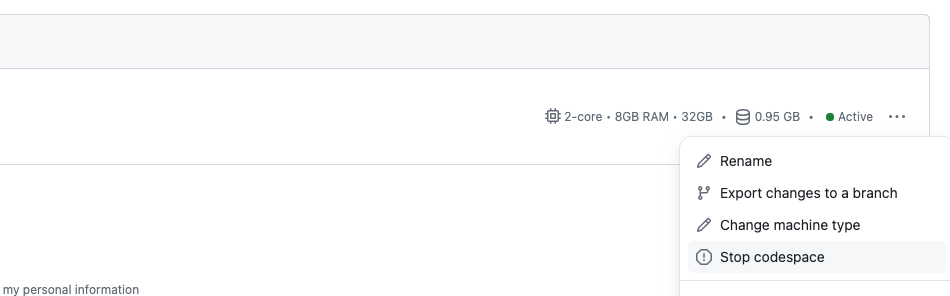 2-core • 8GB RAM • 32GB • 0.95 GB • Active
Rename
Export changes to a branch
Change machine type
Stop codespace
my personal information